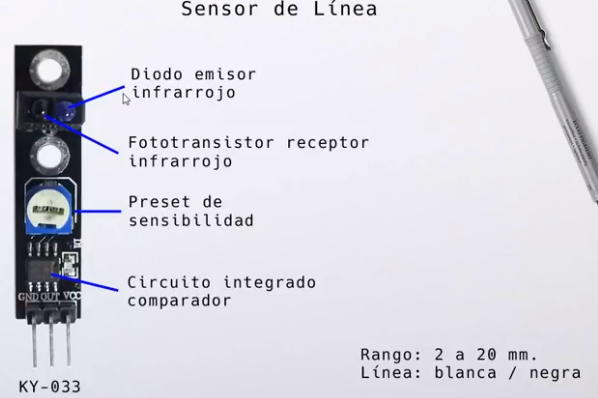 Sensor de Línea
Diodo emisor
infrarrojo
Fototransistor receptor
infrarrojo
Preset de
sensibilidad
Circuito integrado
comparador
GND OUT VCC
KY-033
Rango: 2 a 20 mm.
Línea: blanca / negra